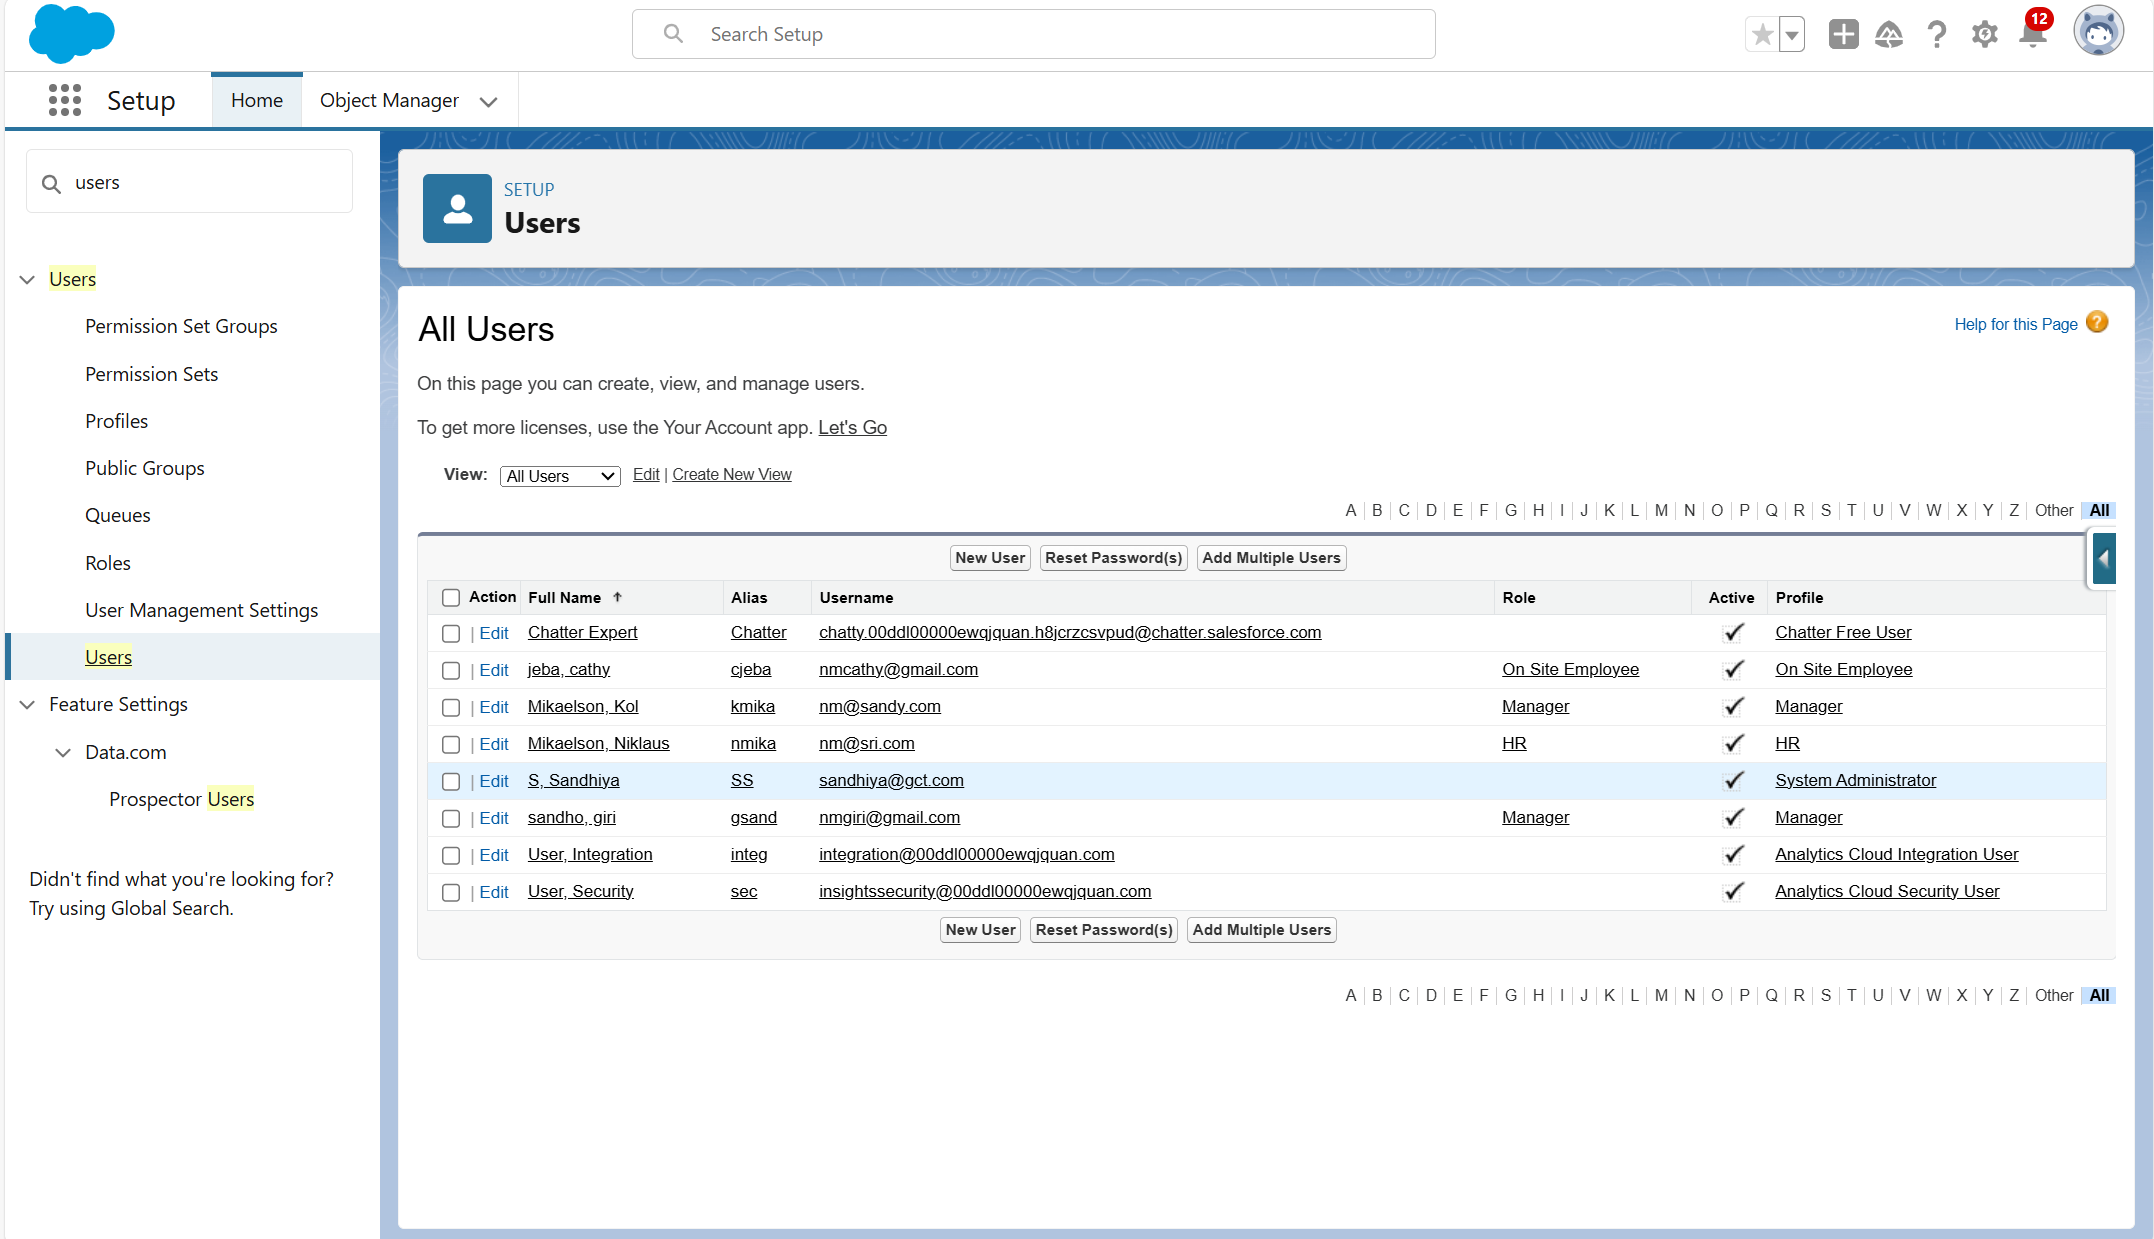 Search Setup
12
Setup
Home
Object Manager
users
SETUP
Users
Users
Permission Set Groups
Permission Sets
Profiles
Public Groups
Queues
Roles
User Management Settings
Users
Feature Settings
Data.com
Prospector Users
Didn't find what you're looking for?
Try using Global Search.
All Users
Help for this Page ?
On this page you can create, view, and manage users.
To get more licenses, use the Your Account app. Let's Go
View: All Users Edit | Create New View
A | B | C | D | E | F | G | H | I | J | K | L | M | N | O | P | Q | R | S | T | U | V | W | X | Y | Z | Other | All
New User Reset Password(s) Add Multiple Users
Action Full Name ↑ Alias Username Role Active Profile
| Edit Chatter Expert Chatter chatty.00ddl00000ewqjquan.h8jcrzcsvpud@chatter.salesforce.com Chatter Free User
| Edit jeba, cathy cjeba nmcathy@gmail.com On Site Employee On Site Employee
| Edit Mikaelson, Kol kmika nm@sandy.com Manager Manager
| Edit Mikaelson, Niklaus nmika nm@sri.com HR HR
| Edit S, Sandhiya SS sandhiya@gct.com System Administrator
| Edit sandho, giri gsand nmgiri@gmail.com Manager Manager
| Edit User, Integration integ integration@00ddl00000ewqjquan.com Analytics Cloud Integration User
| Edit User, Security sec insightssecurity@00ddl00000ewqjquan.com Analytics Cloud Security User
New User Reset Password(s) Add Multiple Users
A | B | C | D | E | F | G | H | I | J | K | L | M | N | O | P | Q | R | S | T | U | V | W | X | Y | Z | Other | All